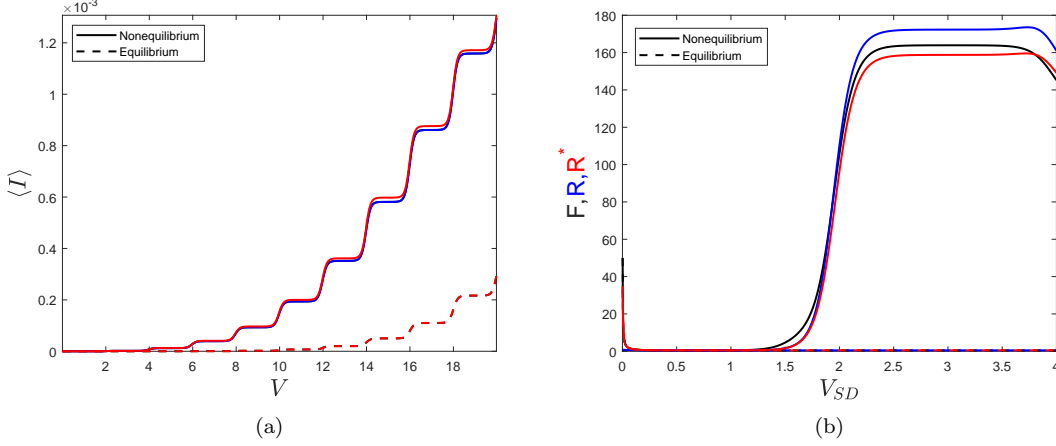 ×10⁻³
1.2
1
0.8
0.6
0.4
0.2
0
⟨I⟩
Nonequilibrium
Equilibrium
2 4 6 8 10 12 14 16 18
V
(a)
180
160
140
120
100
80
60
40
20
0
F,R,R*
Nonequilibrium
Equilibrium
0 0.5 1 1.5 2 2.5 3 3.5 4
V_SD
(b)